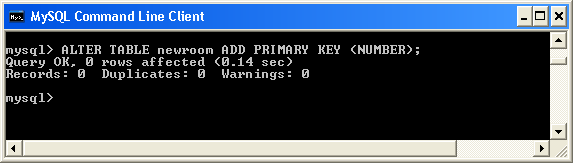 MySQL Command Line Client
mysql> ALTER TABLE newroom ADD PRIMARY KEY (NUMBER);
Query OK, 0 rows affected (0.14 sec)
Records: 0  Duplicates: 0  Warnings: 0
mysql>